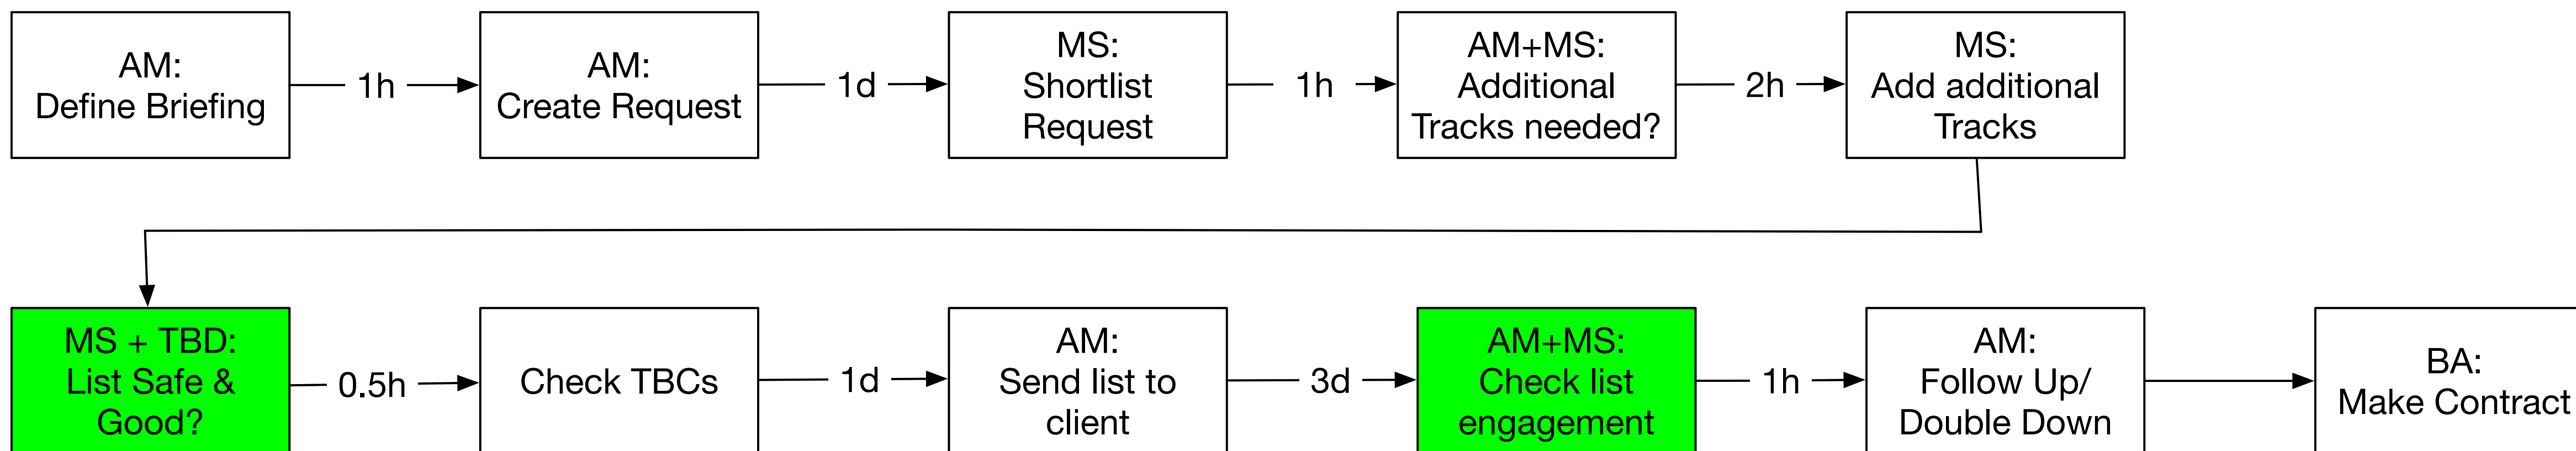 AM:
Define Briefing
1h
AM:
Create Request
1d
MS:
Shortlist
Request
1h
AM+MS:
Additional
Tracks needed?
2h
MS:
Add additional
Tracks
MS + TBD:
List Safe &
Good?
0.5h
Check TBCs
1d
AM:
Send list to
client
3d
AM+MS:
Check list
engagement
1h
AM:
Follow Up/
Double Down
BA:
Make Contract